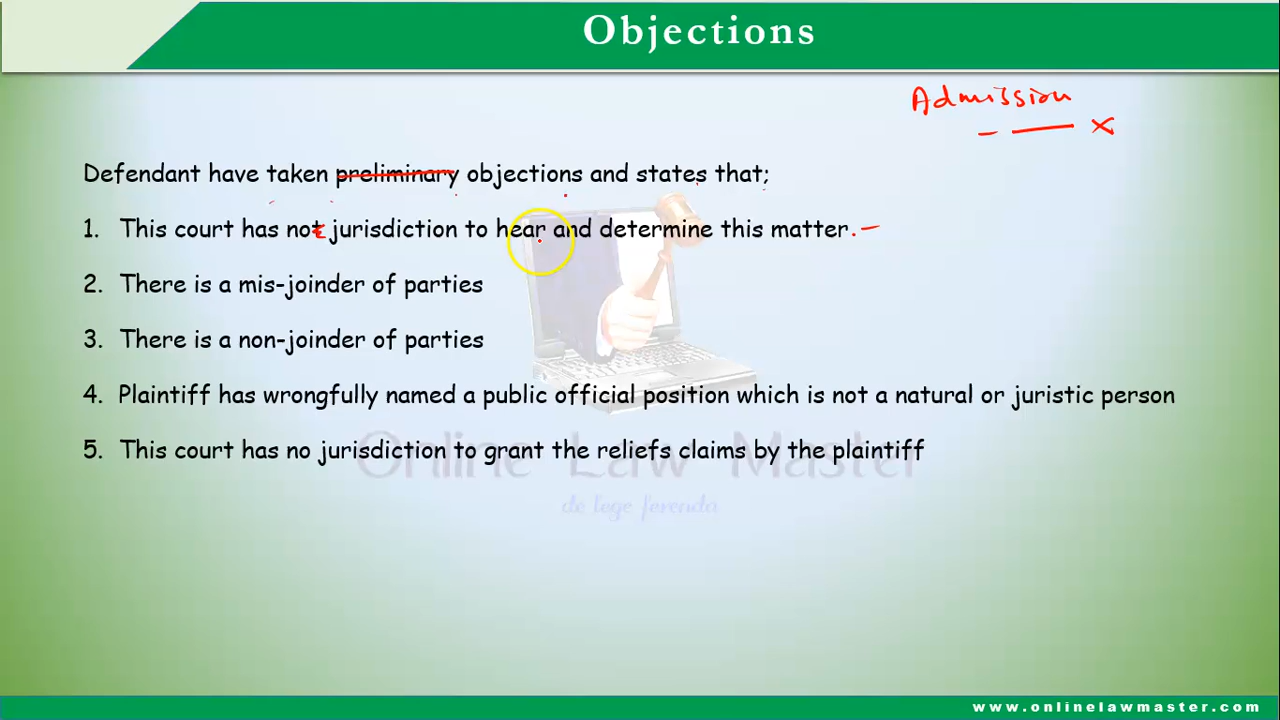 Objections
Admission
Defendant have taken preliminary objections and states that;
1. This court has not jurisdiction to hear and determine this matter.
2. There is a mis-joinder of parties
3. There is a non-joinder of parties
4. Plaintiff has wrongfully named a public official position which is not a natural or juristic person
5. This court has no jurisdiction to grant the reliefs claims by the plaintiff
Online Law Master
de lege ferenda
www.onlinelawmaster.com